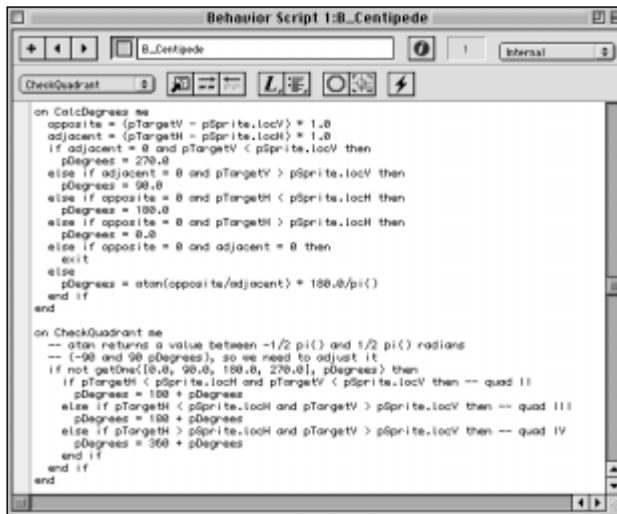 Behavior Script 1:B_Centipede
B_Centipede
1
Internal
CheckQuadrant
on CalcDegrees me
opposite = (pTargetV - pSprite.locV) * 1.0
adjacent = (pTargetH - pSprite.locH) * 1.0
if adjacent = 0 and pTargetV < pSprite.locV then
pDegrees = 270.0
else if adjacent = 0 and pTargetV > pSprite.locV then
pDegrees = 90.0
else if opposite = 0 and pTargetH < pSprite.locH then
pDegrees = 180.0
else if opposite = 0 and pTargetH > pSprite.locH then
pDegrees = 0.0
else if opposite = 0 and adjacent = 0 then
exit
else
pDegrees = atan(opposite/adjacent) * 180.0/pi()
end if
end
on CheckQuadrant me
-- atan returns a value between -1/2 pi() and 1/2 pi() radians
-- (-90 and 90 pDegrees), so we need to adjust it
if not getOne([0.0, 90.0, 180.0, 270.0], pDegrees) then
if pTargetH < pSprite.locH and pTargetV < pSprite.locV then -- quad II
pDegrees = 180 + pDegrees
else if pTargetH < pSprite.locH and pTargetV > pSprite.locV then -- quad III
pDegrees = 180 + pDegrees
else if pTargetH > pSprite.locH and pTargetV > pSprite.locV then -- quad IV
pDegrees = 360 + pDegrees
end if
end if
end